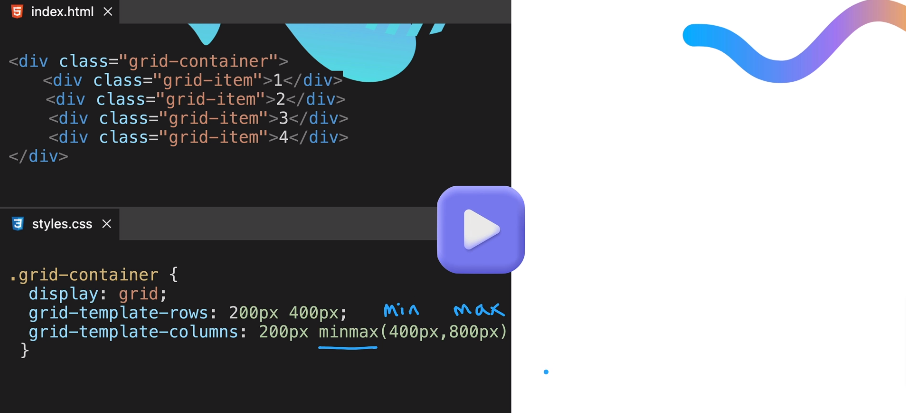 index.html ×
<div class="grid-container">
<div class="grid-item">1</div>
<div class="grid-item">2</div>
<div class="grid-item">3</div>
<div class="grid-item">4</div>
</div>
styles.css ×
.grid-container {
display: grid;
grid-template-rows: 200px 400px; min max
grid-template-columns: 200px minmax(400px,800px)
}